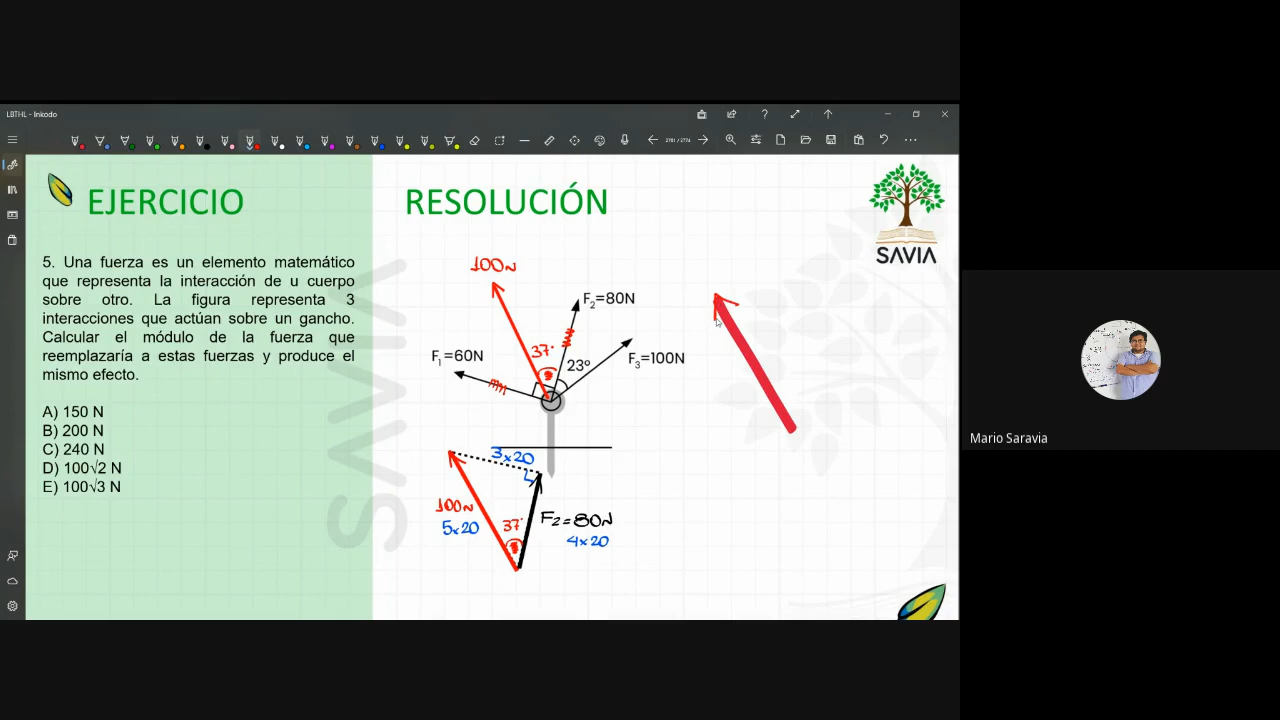 LBTHL - Inkodo
2781 / 2774
EJERCICIO
RESOLUCIÓN
SAVIA
5. Una fuerza es un elemento matemático
que representa la interacción de u cuerpo
sobre otro. La figura representa 3
interacciones que actúan sobre un gancho.
Calcular el módulo de la fuerza que
reemplazaría a estas fuerzas y produce el
mismo efecto.
A) 150 N
B) 200 N
C) 240 N
D) 100√2 N
E) 100√3 N
SAVIA
100N
F2=80N
37°
F1=60N
23°
F3=100N
3x20
100N
5x20
37°
F2=80N
4x20
Mario Saravia